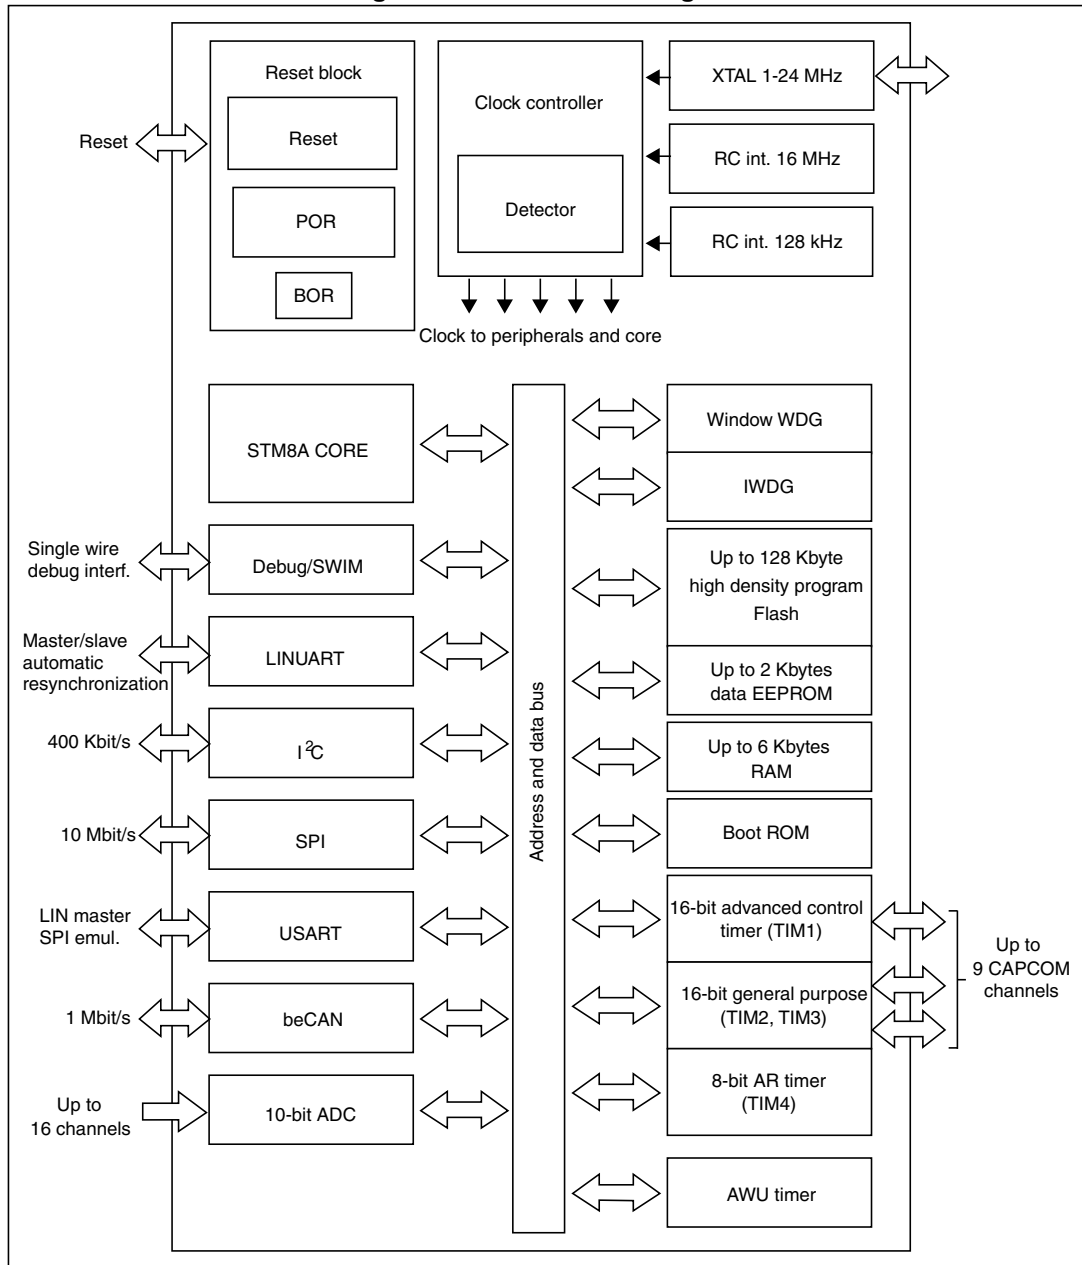 Reset block
Reset
Reset
POR
BOR
Clock controller
Detector
XTAL 1-24 MHz
RC int. 16 MHz
RC int. 128 kHz
Clock to peripherals and core
STM8A CORE
Single wire
debug interf.
Debug/SWIM
Master/slave
automatic
resynchronization
LINUART
400 Kbit/s
I²C
10 Mbit/s
SPI
LIN master
SPI emul.
USART
1 Mbit/s
beCAN
Up to
16 channels
10-bit ADC
Address and data bus
Window WDG
IWDG
Up to 128 Kbyte
high density program
Flash
Up to 2 Kbytes
data EEPROM
Up to 6 Kbytes
RAM
Boot ROM
16-bit advanced control
timer (TIM1)
16-bit general purpose
(TIM2, TIM3)
8-bit AR timer
(TIM4)
AWU timer
Up to
9 CAPCOM
channels